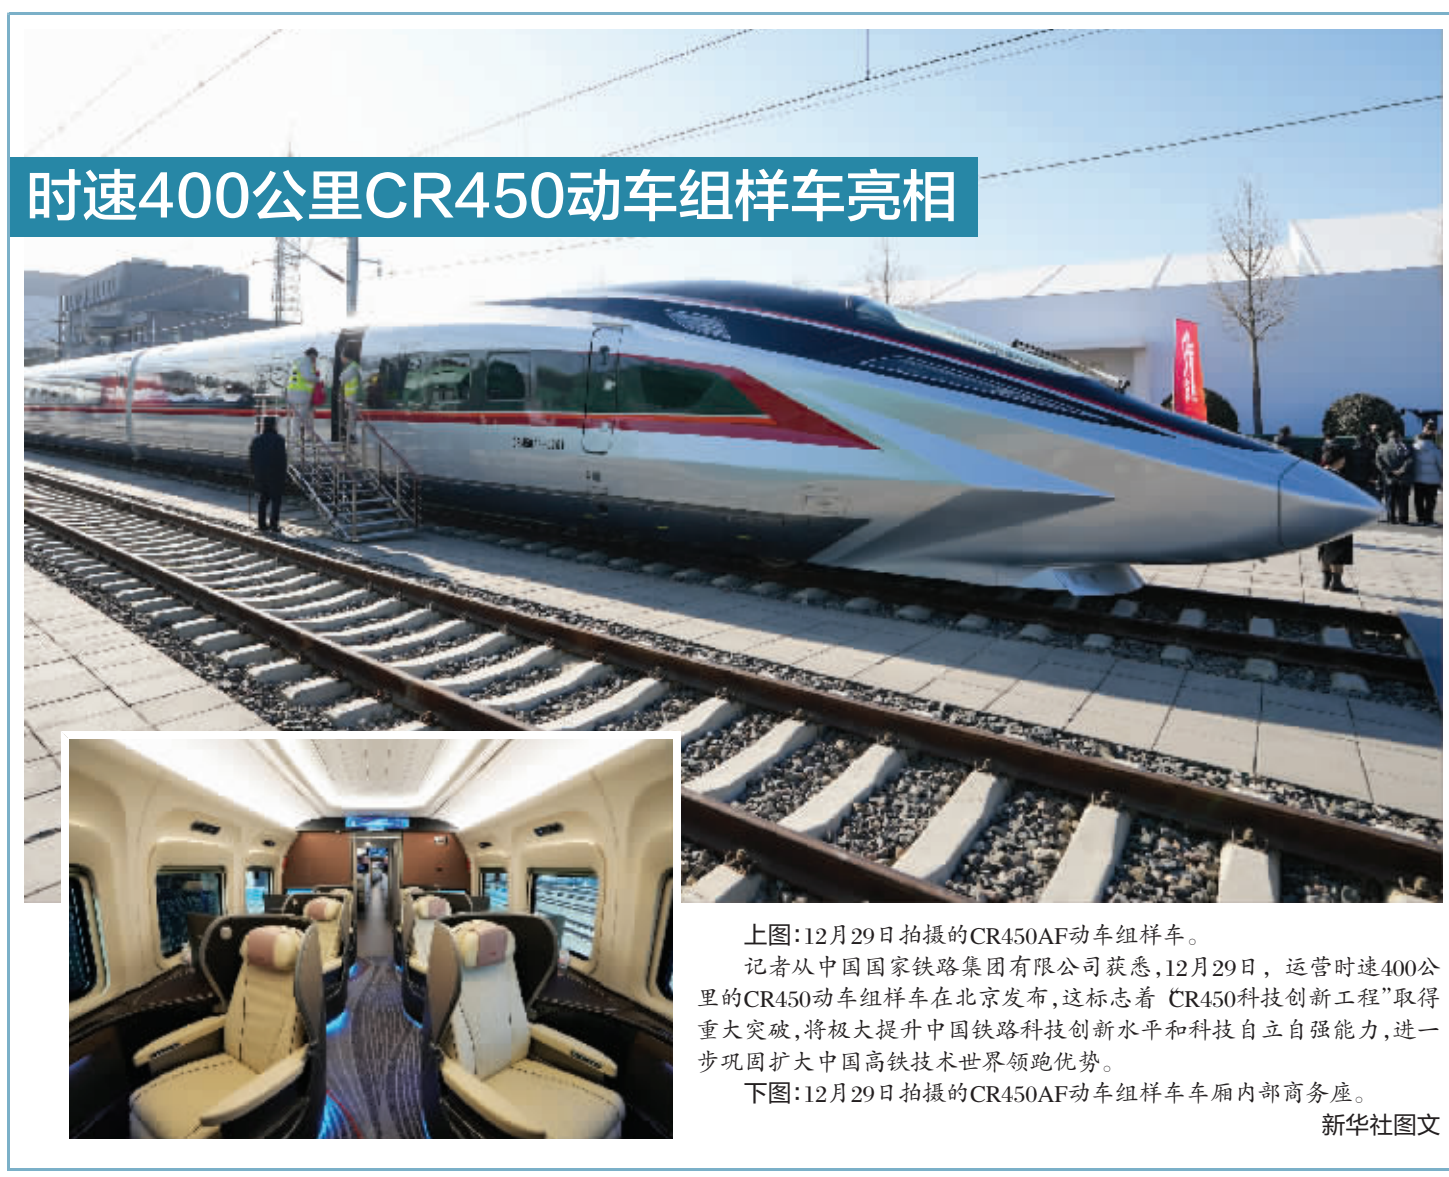 时速400公里CR450动车组样车亮相
上图：12月29日拍摄的CR450AF动车组样车。
记者从中国国家铁路集团有限公司获悉，12月29日，运营时速400公
里的CR450动车组样车在北京发布，这标志着“CR450科技创新工程”取得
重大突破，将极大提升中国铁路科技创新水平和科技自立自强能力，进一
步巩固扩大中国高铁技术世界领跑优势。
下图：12月29日拍摄的CR450AF动车组样车车厢内部商务座。
新华社图文